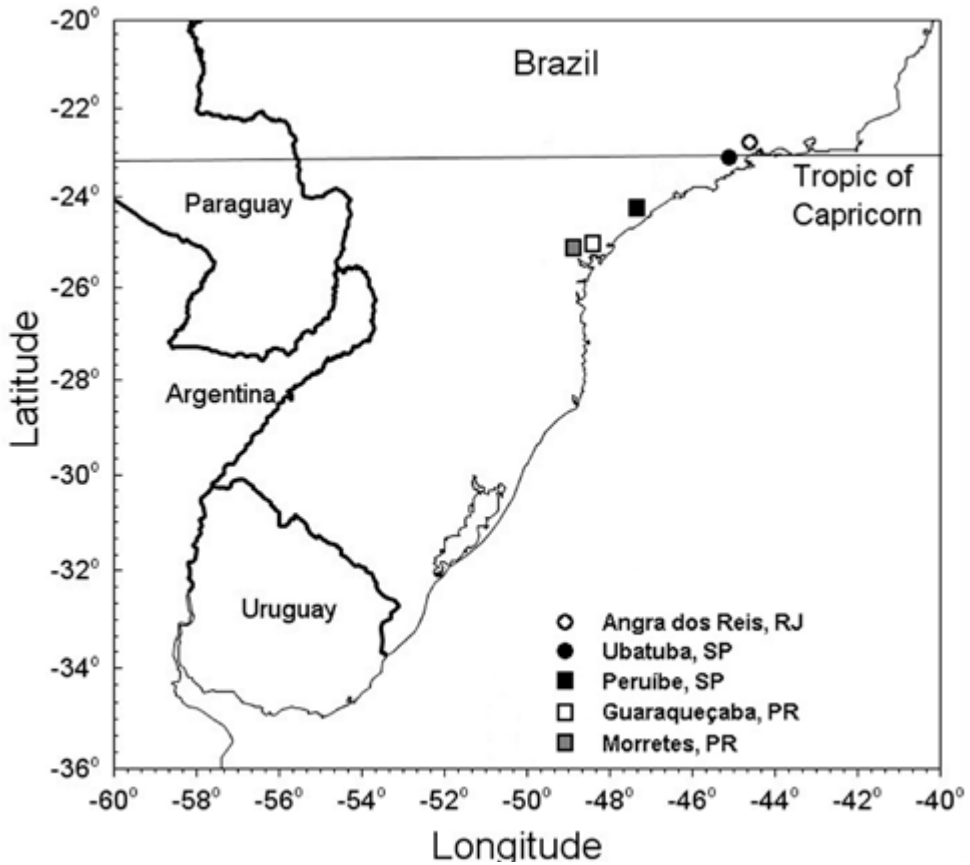 -20°
-22°
-24°
-26°
-28°
-30°
-32°
-34°
-36°
Latitude
Brazil
Tropic of
Capricorn
Paraguay
Argentina
Uruguay
Angra dos Reis, RJ
Ubatuba, SP
Peruíbe, SP
Guaraqueçaba, PR
Morretes, PR
-60° -58° -56° -54° -52° -50° -48° -46° -44° -42° -40°
Longitude